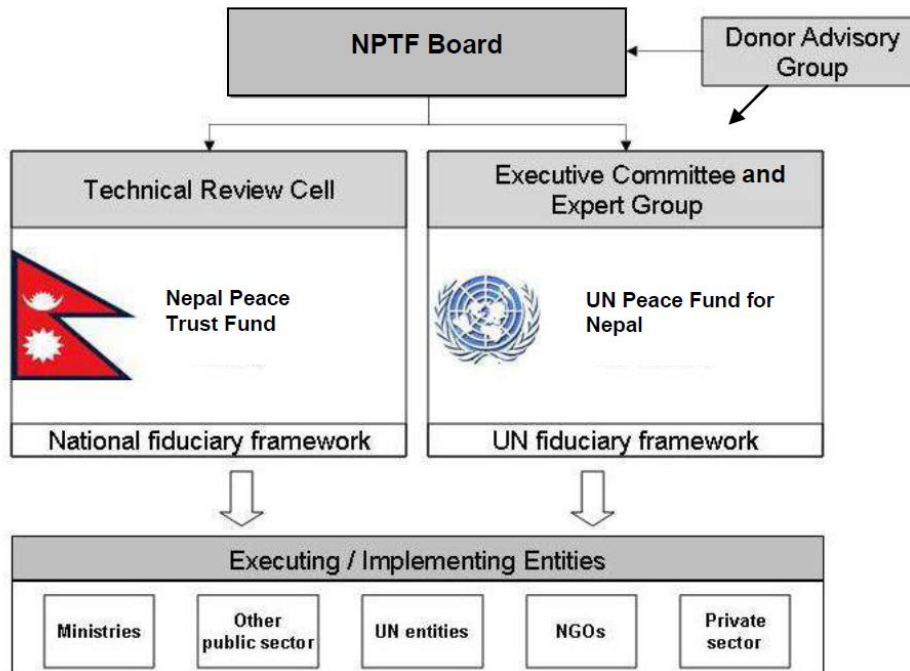 NPTF Board
Donor Advisory
Group
Technical Review Cell
Executive Committee and
Expert Group
Nepal Peace
Trust Fund
UN Peace Fund for
Nepal
National fiduciary framework
UN fiduciary framework
Executing / Implementing Entities
Ministries
Other
public sector
UN entities
NGOs
Private
sector